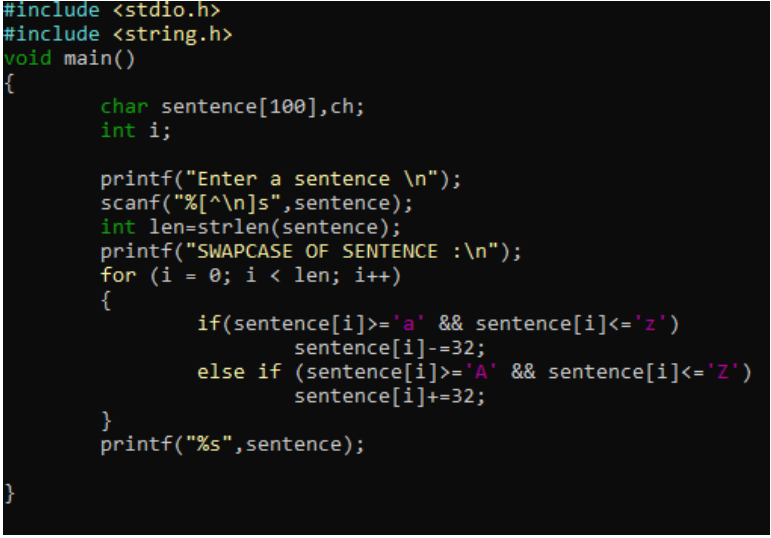 #include <stdio.h>
#include <string.h>
void main()
{
        char sentence[100],ch;
        int i;

        printf("Enter a sentence \n");
        scanf("%[^\n]s",sentence);
        int len=strlen(sentence);
        printf("SWAPCASE OF SENTENCE :\n");
        for (i = 0; i < len; i++)
        {
                if(sentence[i]>='a' && sentence[i]<='z')
                        sentence[i]-=32;
                else if (sentence[i]>='A' && sentence[i]<='Z')
                        sentence[i]+=32;
        }
        printf("%s",sentence);

}